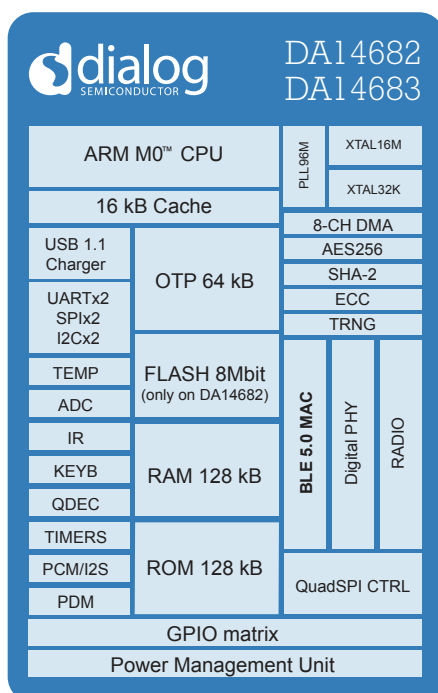 dialog
SEMICONDUCTOR
DA14682
DA14683
ARM M0™ CPU
16 kB Cache
PLL96M
XTAL16M
XTAL32K
8-CH DMA
AES256
SHA-2
ECC
TRNG
USB 1.1
Charger
UARTx2
SPIx2
I2Cx2
TEMP
ADC
IR
KEYB
QDEC
TIMERS
PCM/I2S
PDM
OTP 64 kB
FLASH 8Mbit
(only on DA14682)
RAM 128 kB
ROM 128 kB
BLE 5.0 MAC
Digital PHY
RADIO
QuadSPI CTRL
GPIO matrix
Power Management Unit